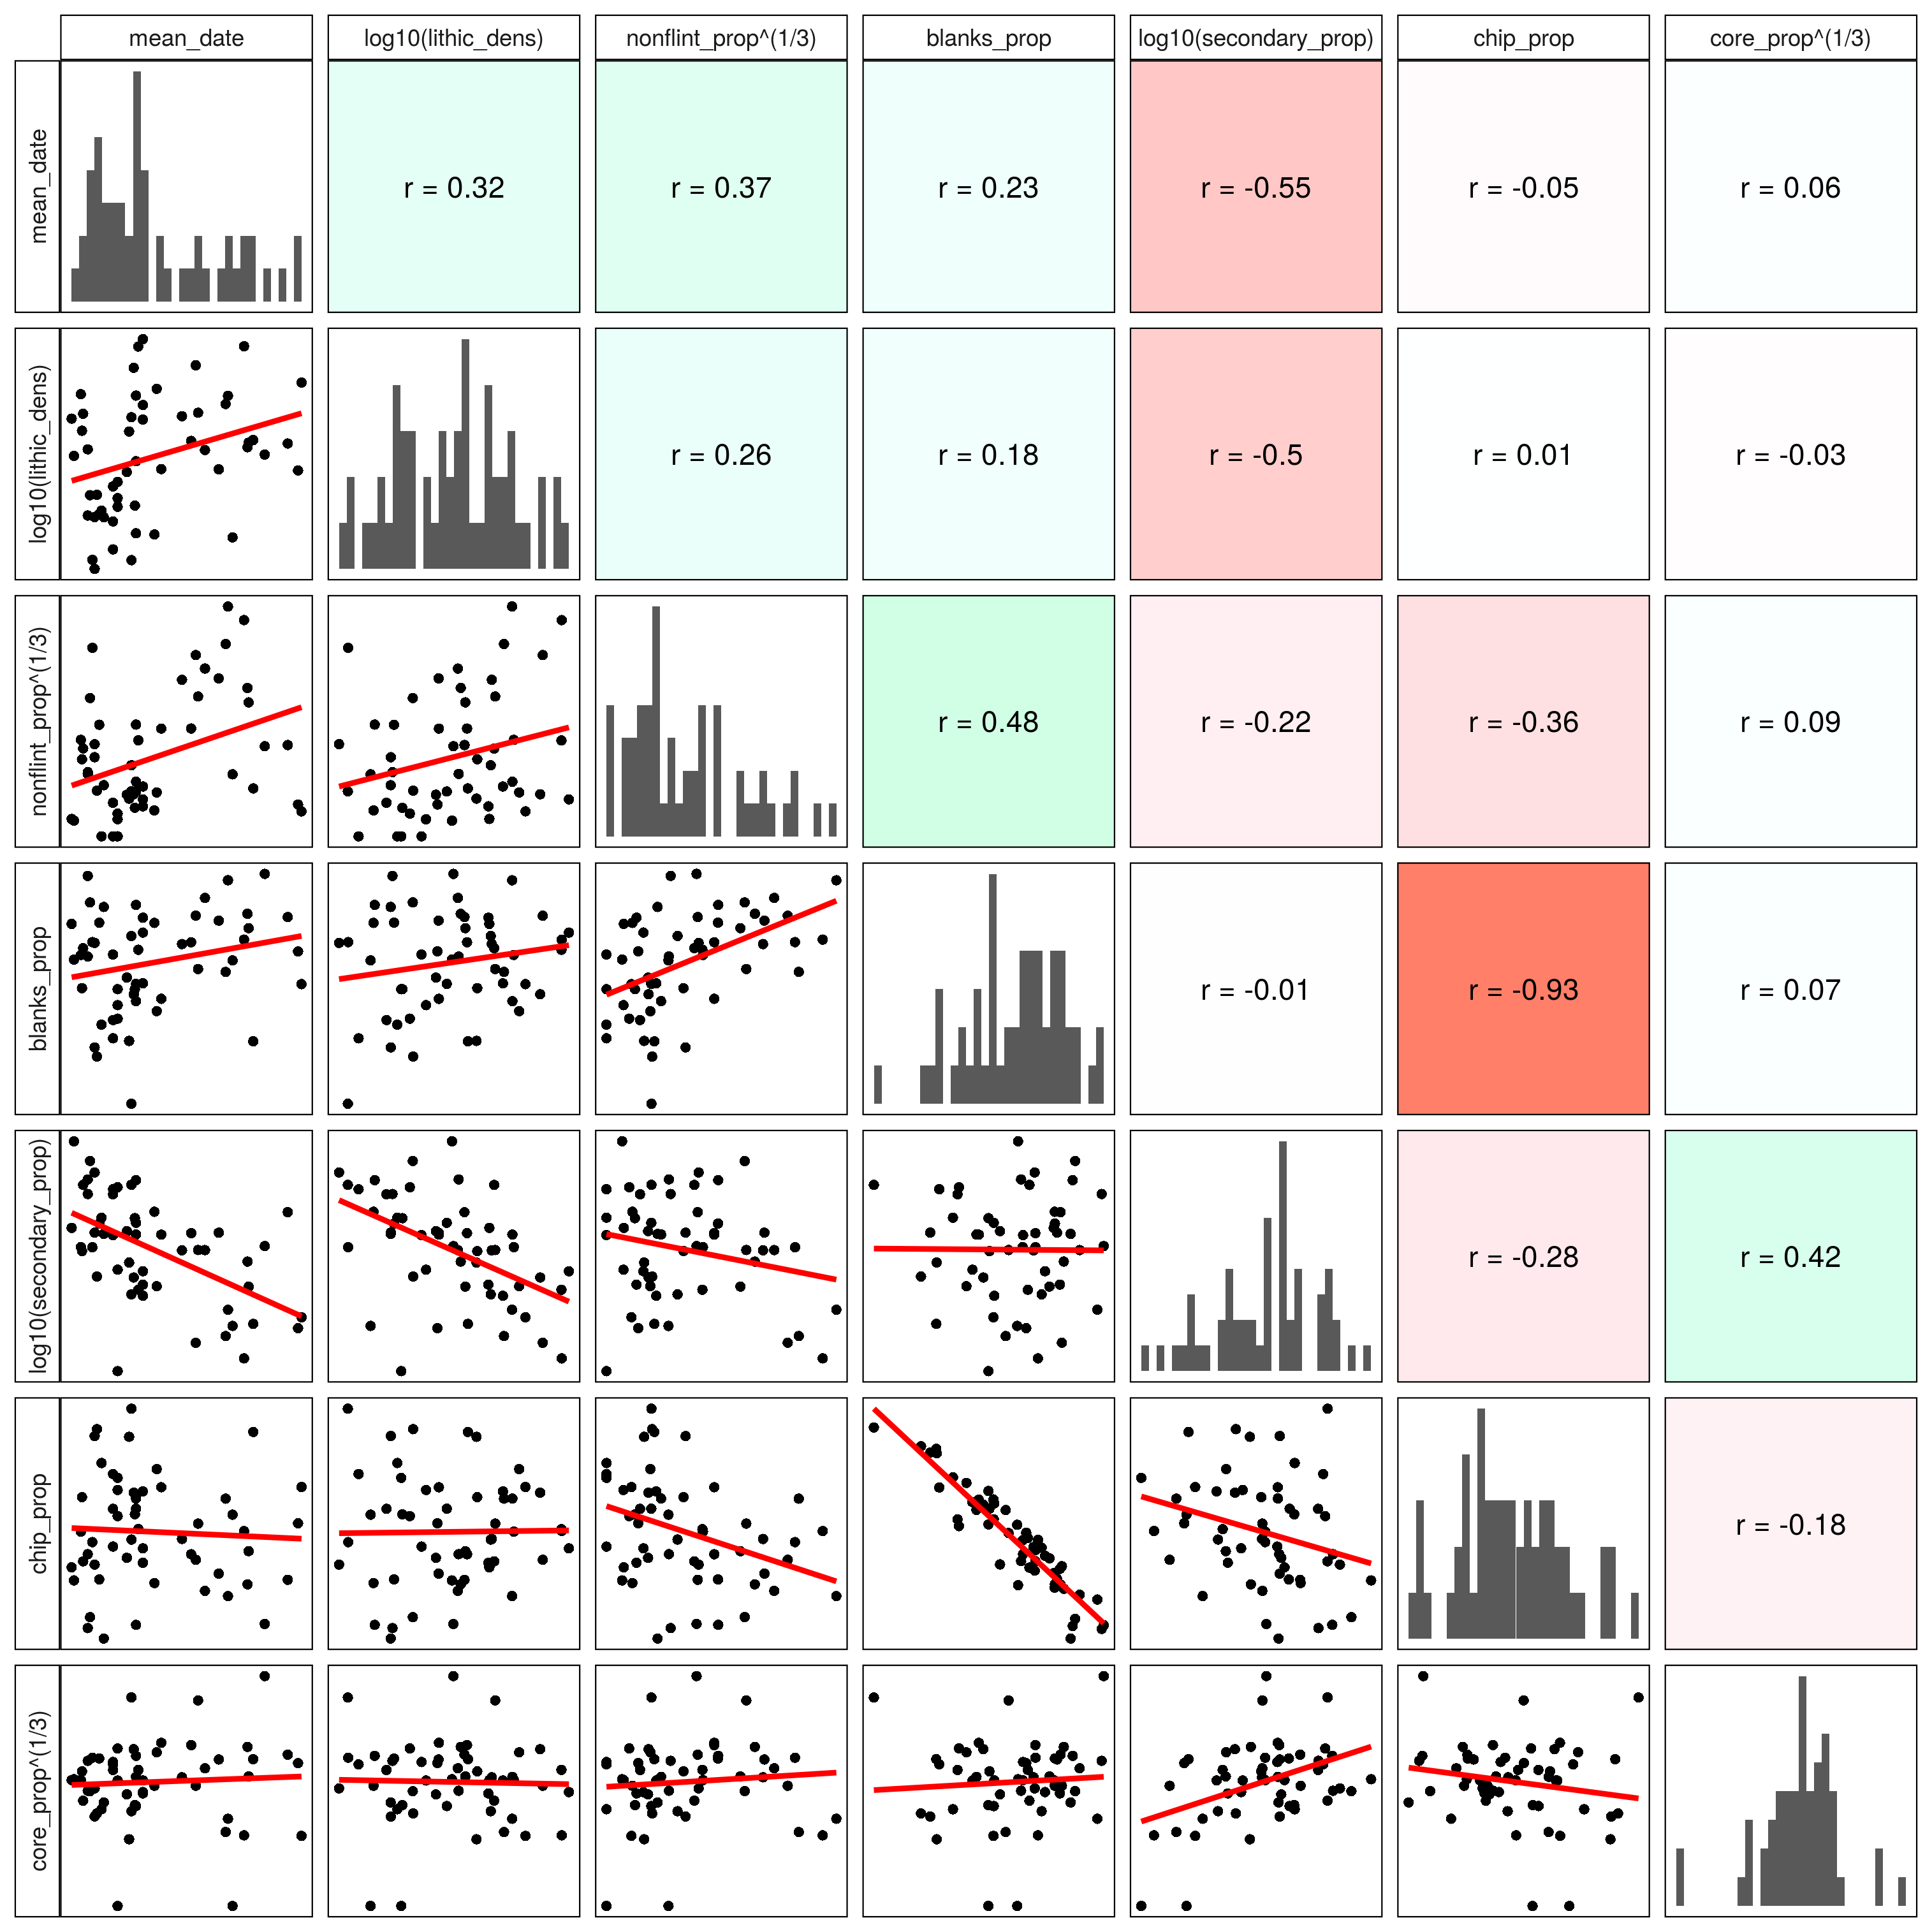 mean_date
log10(lithic_dens)
nonflint_prop^(1/3)
blanks_prop
log10(secondary_prop)
chip_prop
core_prop^(1/3)
mean_date
r = 0.32
r = 0.37
r = 0.23
r = -0.55
r = -0.05
r = 0.06
log10(lithic_dens)
r = 0.26
r = 0.18
r = -0.5
r = 0.01
r = -0.03
nonflint_prop^(1/3)
r = 0.48
r = -0.22
r = -0.36
r = 0.09
blanks_prop
r = -0.01
r = -0.93
r = 0.07
log10(secondary_prop)
r = -0.28
r = 0.42
chip_prop
r = -0.18
core_prop^(1/3)